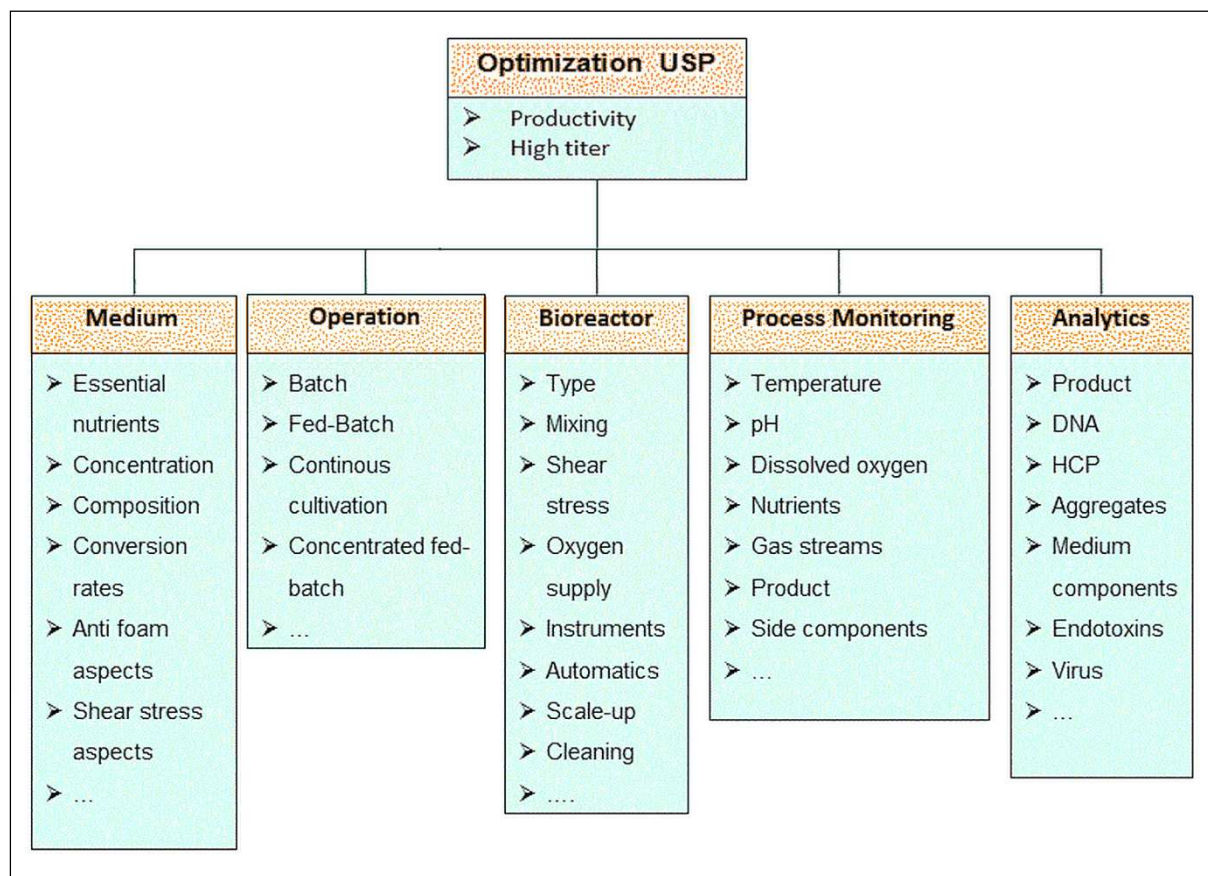 Optimization USP
➢ Productivity
➢ High titer
Medium
➢ Essential
nutrients
➢ Concentration
➢ Composition
➢ Conversion
rates
➢ Anti foam
aspects
➢ Shear stress
aspects
➢ ...
Operation
➢ Batch
➢ Fed-Batch
➢ Continous
cultivation
➢ Concentrated fed-
batch
➢ ...
Bioreactor
➢ Type
➢ Mixing
➢ Shear
stress
➢ Oxygen
supply
➢ Instruments
➢ Automatics
➢ Scale-up
➢ Cleaning
➢ ....
Process Monitoring
➢ Temperature
➢ pH
➢ Dissolved oxygen
➢ Nutrients
➢ Gas streams
➢ Product
➢ Side components
➢ ...
Analytics
➢ Product
➢ DNA
➢ HCP
➢ Aggregates
➢ Medium
components
➢ Endotoxins
➢ Virus
➢ ...